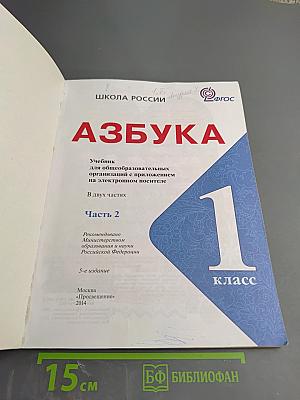 ШКОЛА РОССИИ
ФГОС
АЗБУКА
Учебник
для общеобразовательных
организаций с приложением
на электронном носителе
В двух частях
Часть 2
Рекомендовано
Министерством
образования и науки
Российской Федерации
5-е издание
Москва
«Просвещение»
2014
1
класс
15 см
БФ БИБЛИОФАН